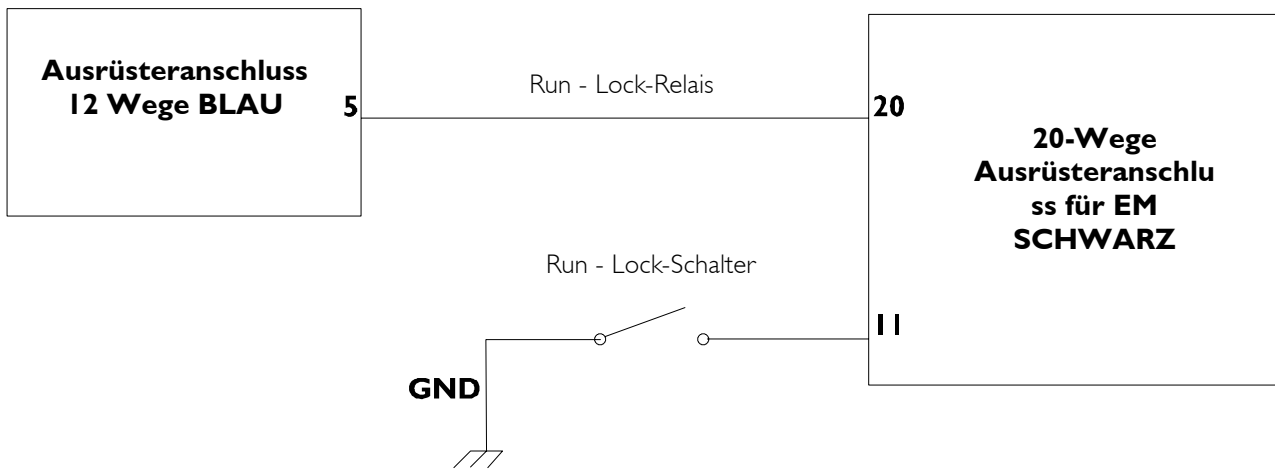 Ausrüsteranschluss
12 Wege BLAU
5
Run - Lock-Relais
20
20-Wege
Ausrüsteranschlu
ss für EM
SCHWARZ
Run - Lock-Schalter
11
GND